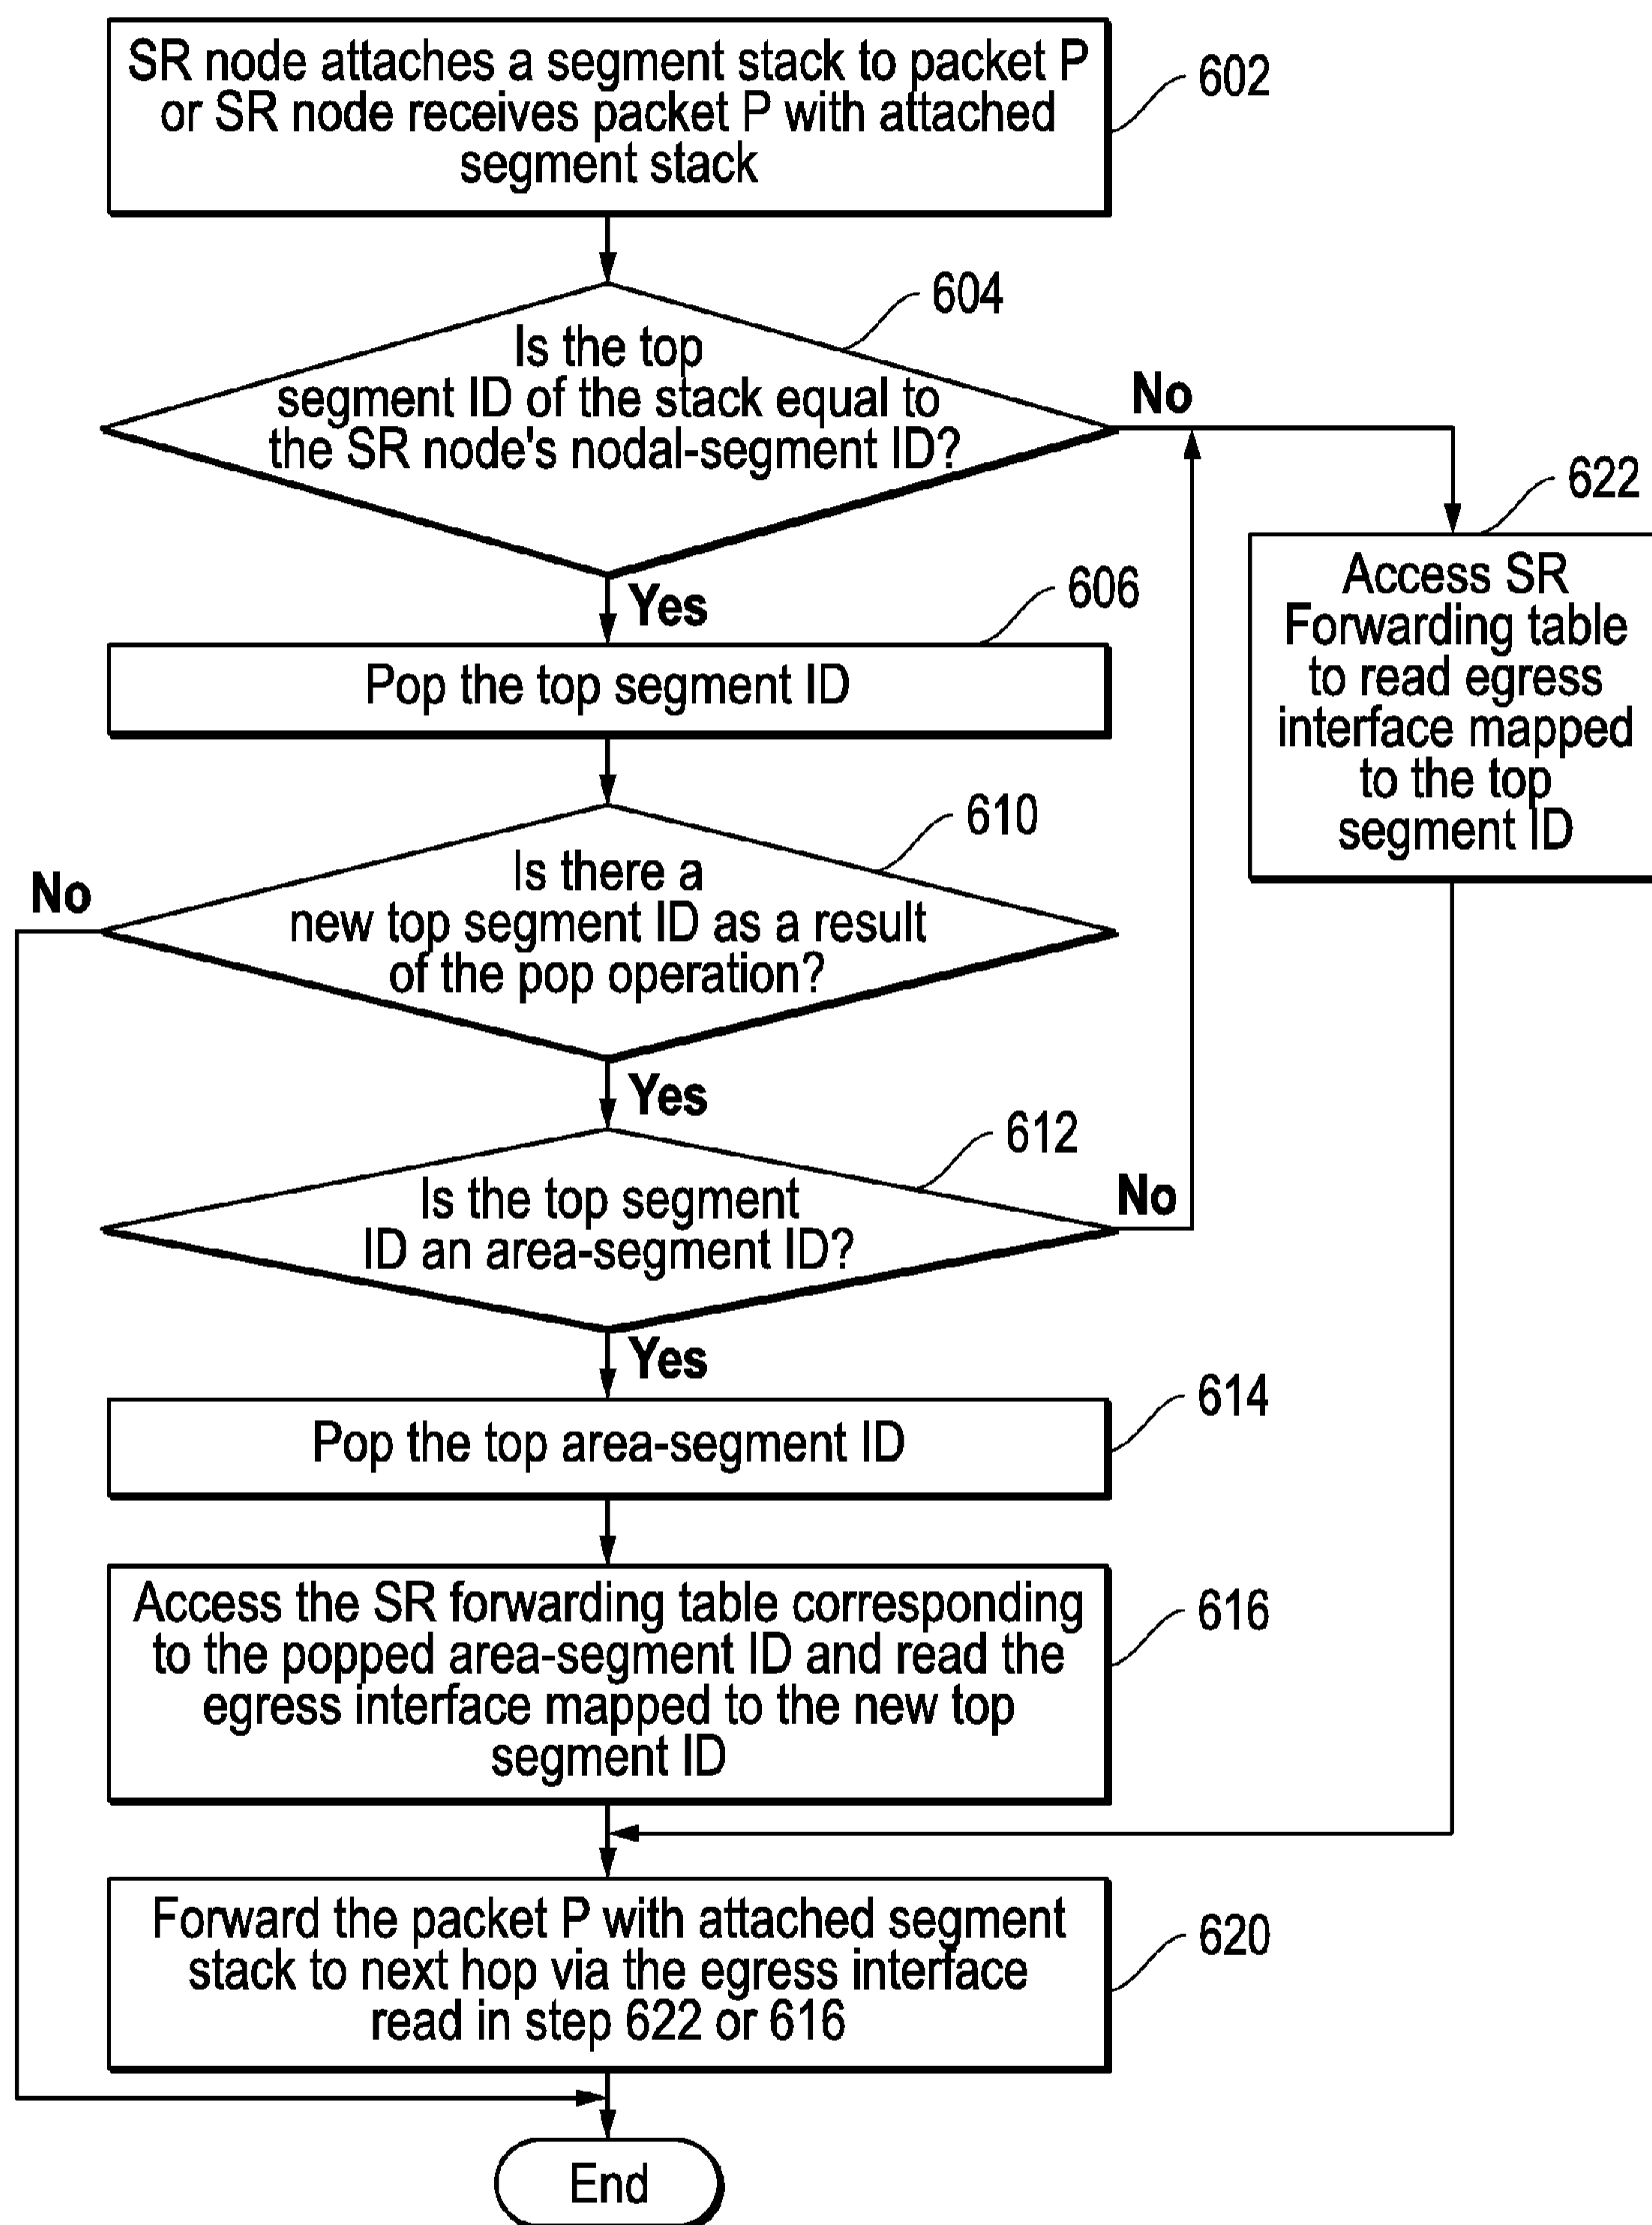 SR node attaches a segment stack to packet P
or SR node receives packet P with attached
segment stack
602
604
Is the top
segment ID of the stack equal to
the SR node's nodal-segment ID?
No
Yes
622
Access SR
Forwarding table
to read egress
interface mapped
to the top
segment ID
606
Pop the top segment ID
610
Is there a
new top segment ID as a result
of the pop operation?
No
Yes
612
Is the top segment
ID an area-segment ID?
No
Yes
614
Pop the top area-segment ID
Access the SR forwarding table corresponding
to the popped area-segment ID and read the
egress interface mapped to the new top
segment ID
616
Forward the packet P with attached segment
stack to next hop via the egress interface
read in step 622 or 616
620
End